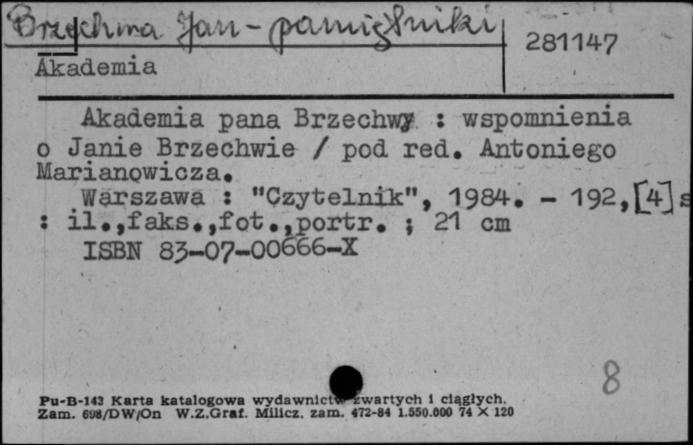 Brzechwa Jan - pamiętniki
281147
Akademia
Akademia pana Brzechwy : wspomnienia
o Janie Brzechwie / pod red. Antoniego
Marianowicza.
Warszawa : "Czytelnik", 1984. - 192,[4]s
: il.,faks.,fot.,portr. ; 21 cm
ISBN 83-07-00666-X
8
Pu-B-143 Karta katalogowa wydawnictw zwartych i ciągłych.
Zam. 698/DW/On W.Z.Graf. Milicz. zam. 472-84 1.550.000 74 X 120